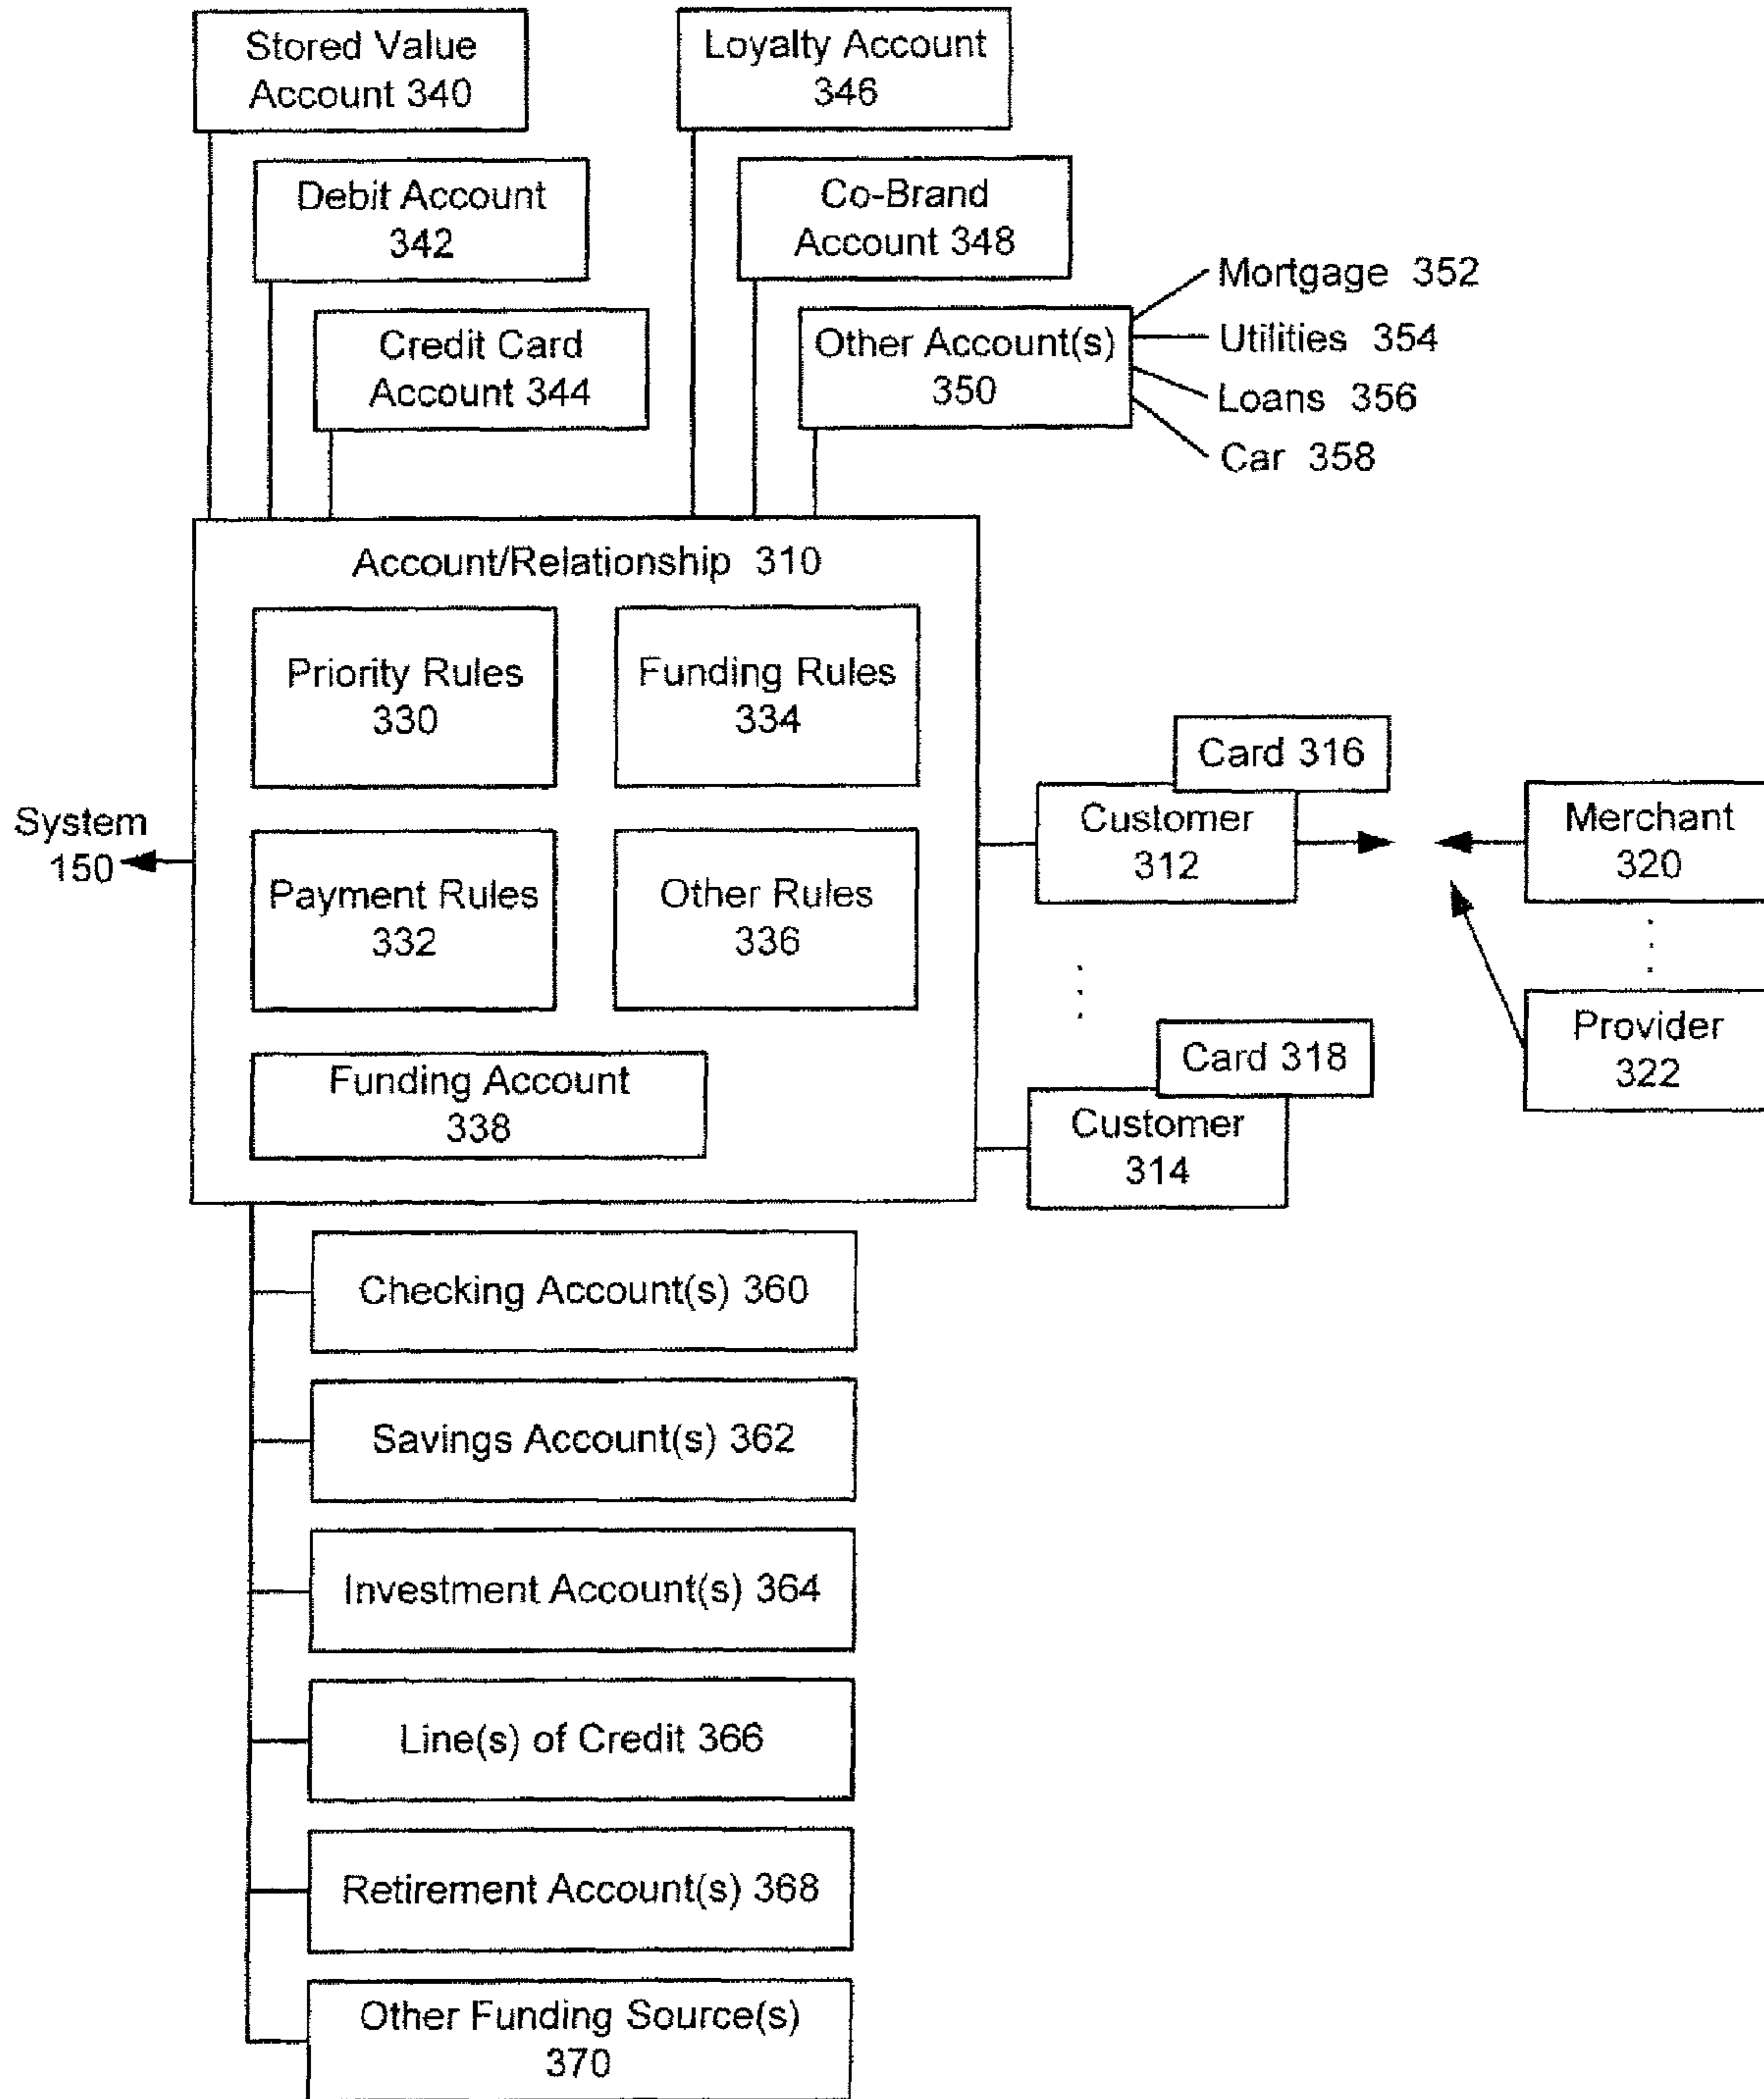 Stored Value
Account 340
Loyalty Account
346
Debit Account
342
Co-Brand
Account 348
Credit Card
Account 344
Other Account(s)
350
Mortgage 352
Utilities 354
Loans 356
Car 358
Account/Relationship 310
Priority Rules
330
Funding Rules
334
Payment Rules
332
Other Rules
336
Funding Account
338
System
150
Card 316
Customer
312
Merchant
320
Card 318
Customer
314
Provider
322
Checking Account(s) 360
Savings Account(s) 362
Investment Account(s) 364
Line(s) of Credit 366
Retirement Account(s) 368
Other Funding Source(s)
370